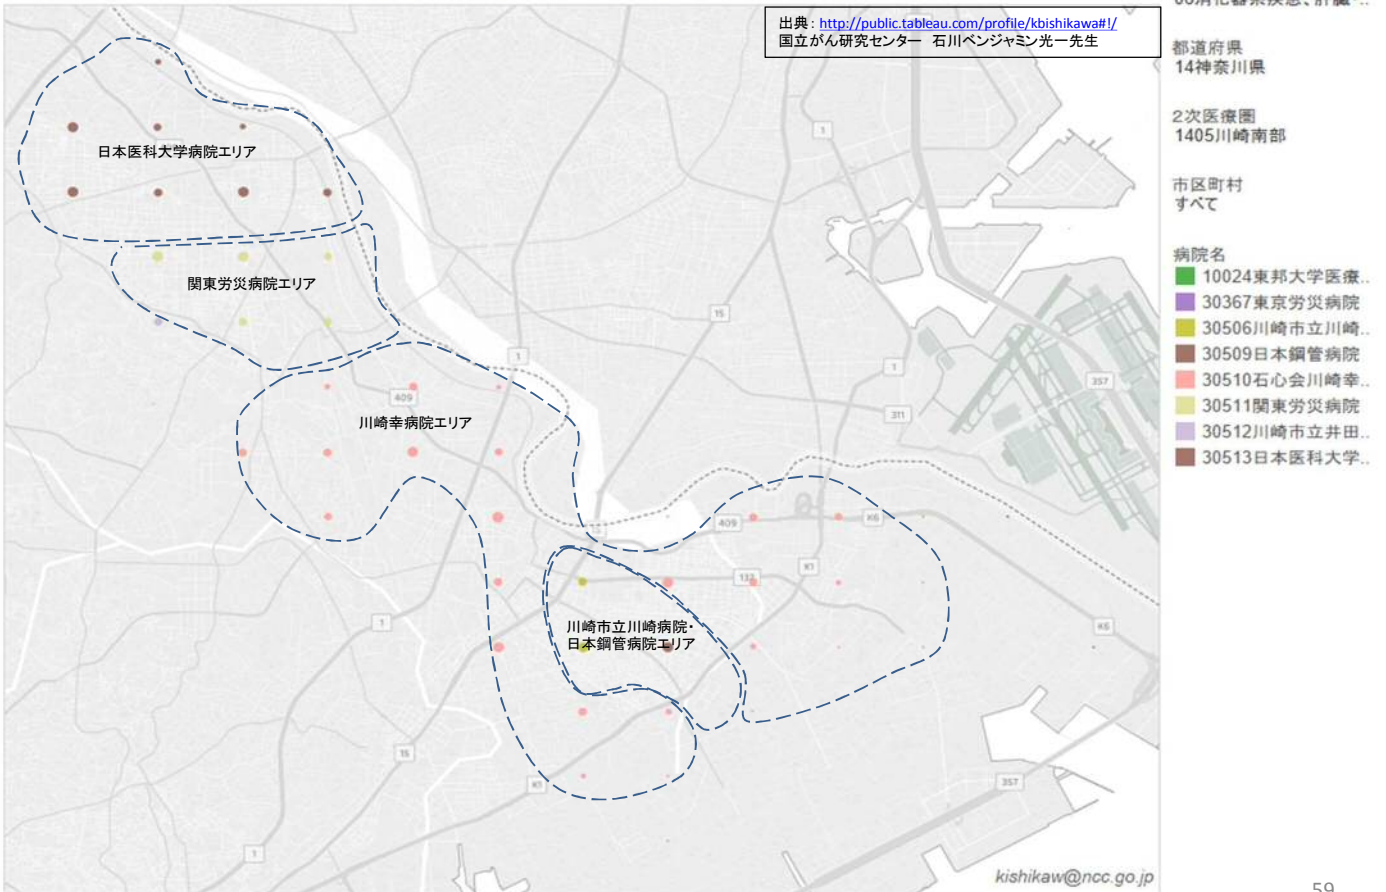 出典: http://public.tableau.com/profile/kbishikawa#!/
国立がん研究センター 石川ベンジャミン光一先生
日本医科大学病院エリア
関東労災病院エリア
川崎幸病院エリア
川崎市立川崎病院・
日本鋼管病院エリア
1
15
1
311
357
1
409
409
K6
K1
132
K6
1
15
K1
357
1
kishikaw@ncc.go.jp
都道府県
14神奈川県
2次医療圏
1405川崎南部
市区町村
すべて
病院名
10024東邦大学医療..
30367東京労災病院
30506川崎市立川崎..
30509日本鋼管病院
30510石心会川崎幸..
30511関東労災病院
30512川崎市立井田..
30513日本医科大学..
59